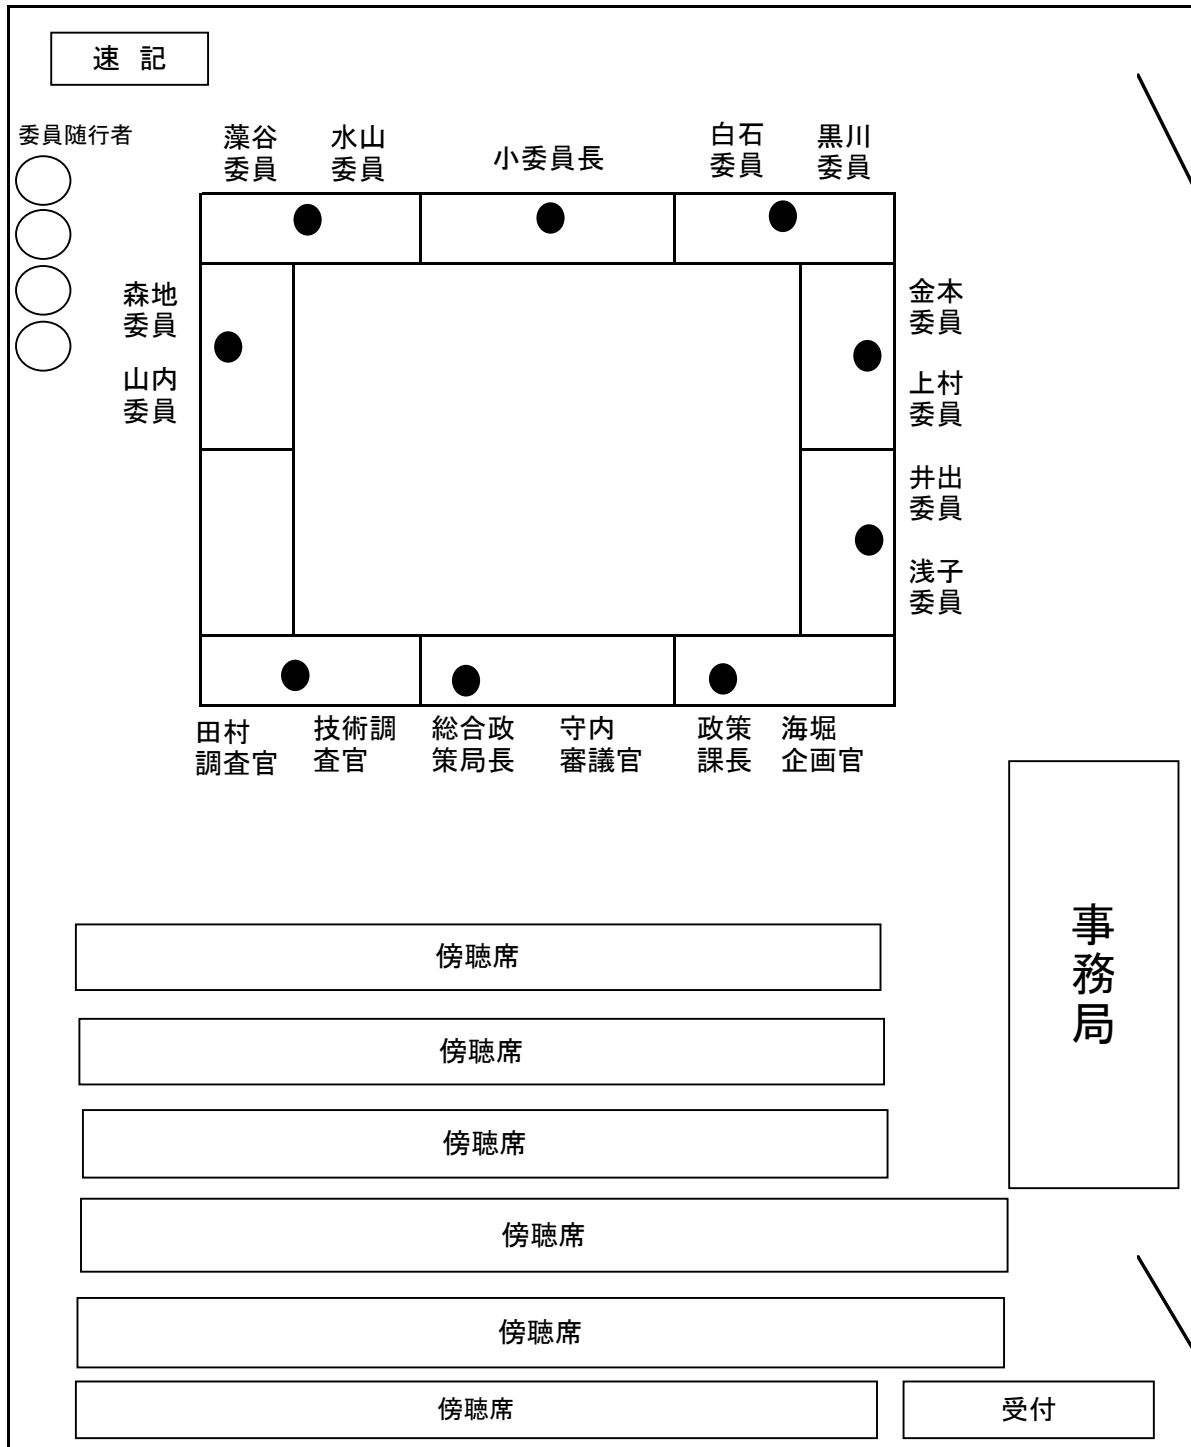 速 記
委員随行者
藻谷
委員
水山
委員
小委員長
白石
委員
黒川
委員
森地
委員
山内
委員
金本
委員
上村
委員
井出
委員
浅子
委員
田村
調査官
技術調
査官
総合政
策局長
守内
審議官
政策
課長
海堀
企画官
事務局
傍聴席
傍聴席
傍聴席
傍聴席
傍聴席
傍聴席
受付